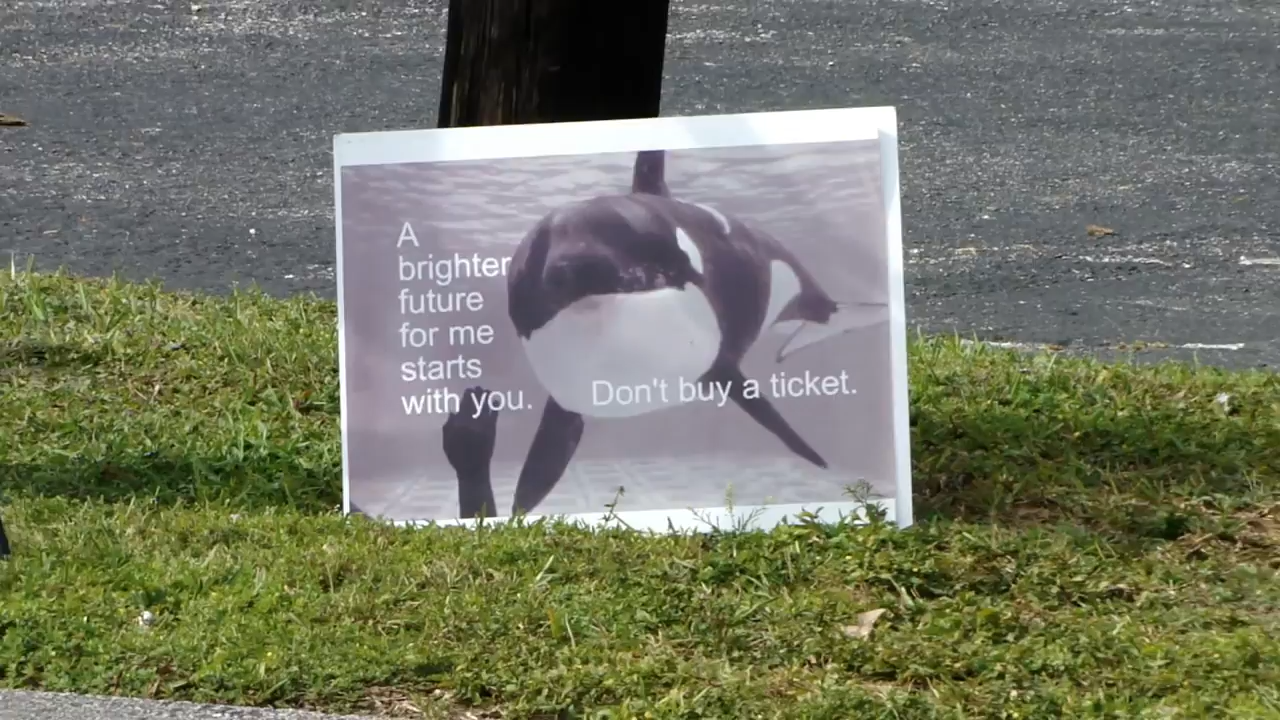 A
brighter
future
for me
starts
with you.
Don't buy a ticket.